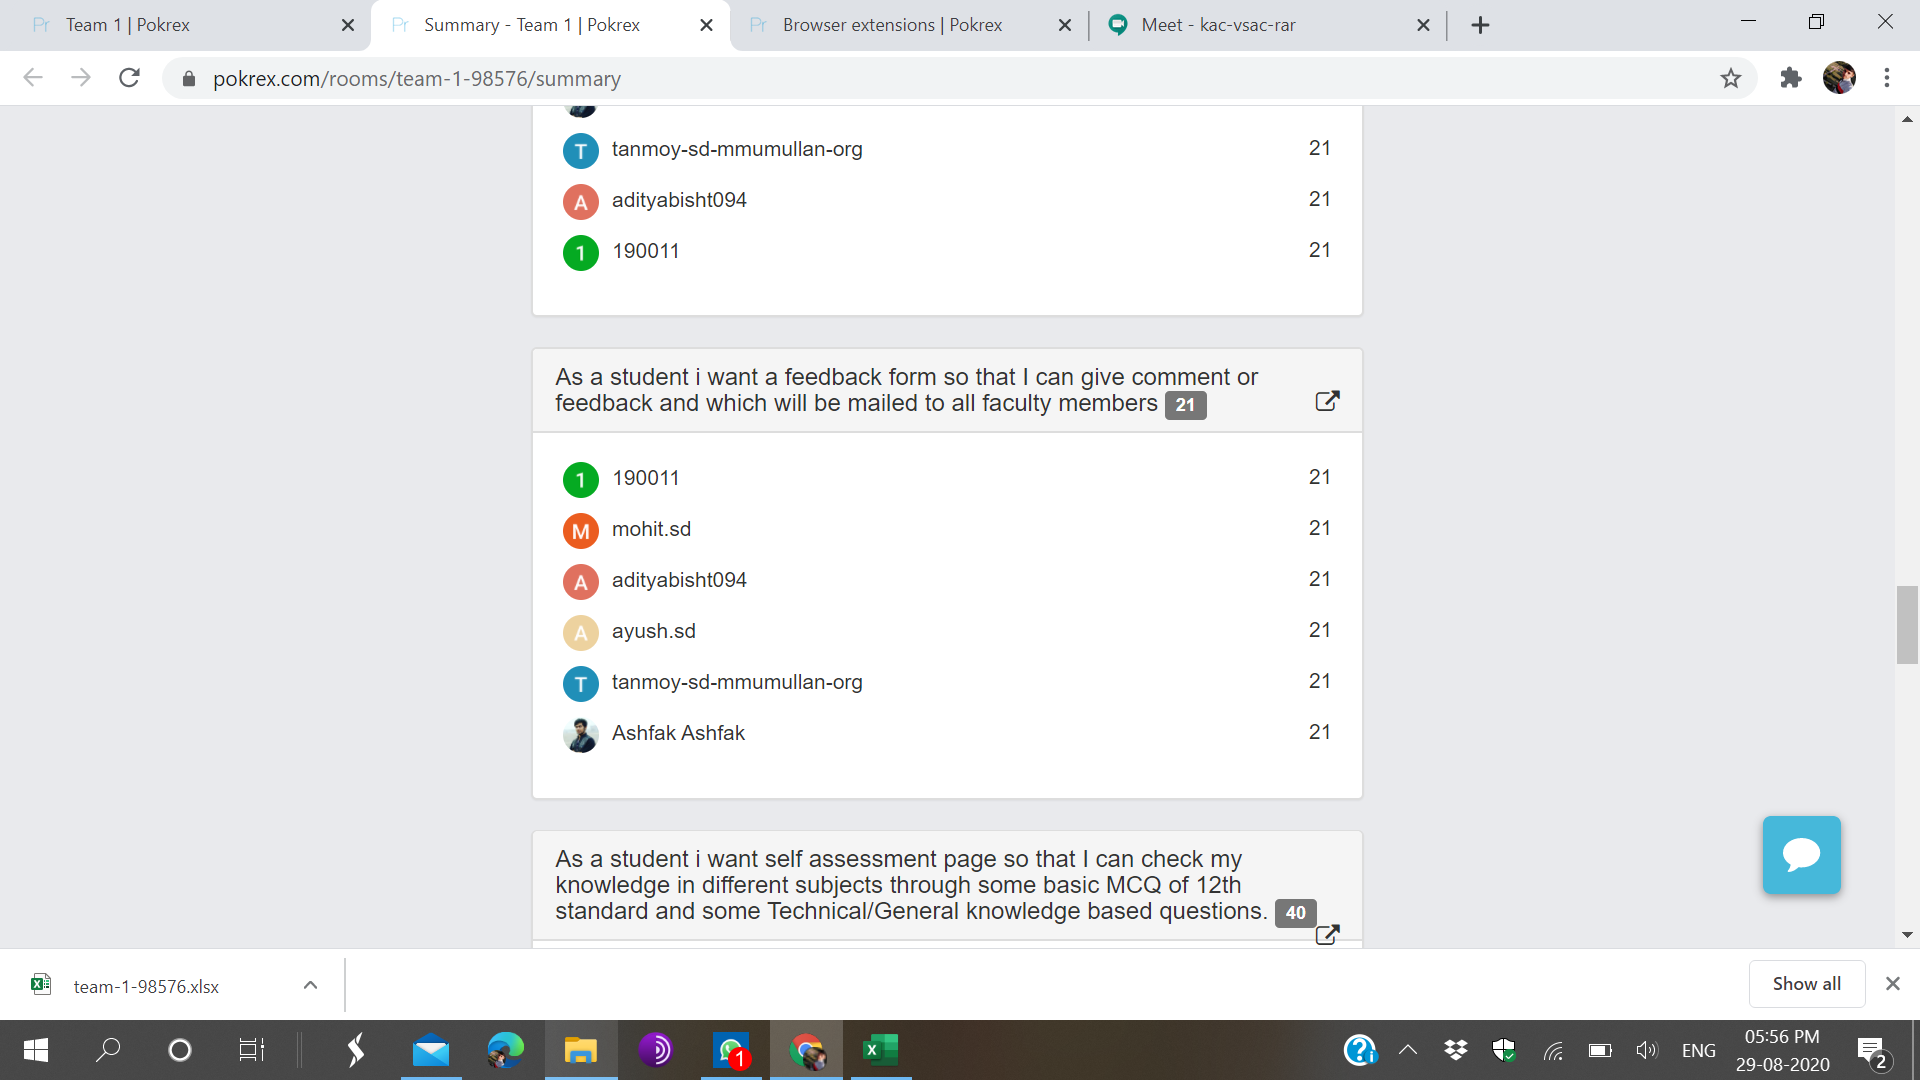 Team 1 | Pokrex
Summary - Team 1 | Pokrex
Browser extensions | Pokrex
Meet - kac-vsac-rar
pokrex.com/rooms/team-1-98576/summary
T tanmoy-sd-mmumullan-org 21
A adityabisht094 21
1 190011 21
As a student i want a feedback form so that I can give comment or
feedback and which will be mailed to all faculty members 21
1 190011 21
M mohit.sd 21
A adityabisht094 21
A ayush.sd 21
T tanmoy-sd-mmumullan-org 21
Ashfak Ashfak 21
As a student i want self assessment page so that I can check my
knowledge in different subjects through some basic MCQ of 12th
standard and some Technical/General knowledge based questions. 40
team-1-98576.xlsx
Show all
1
ENG
05:56 PM
29-08-2020
2